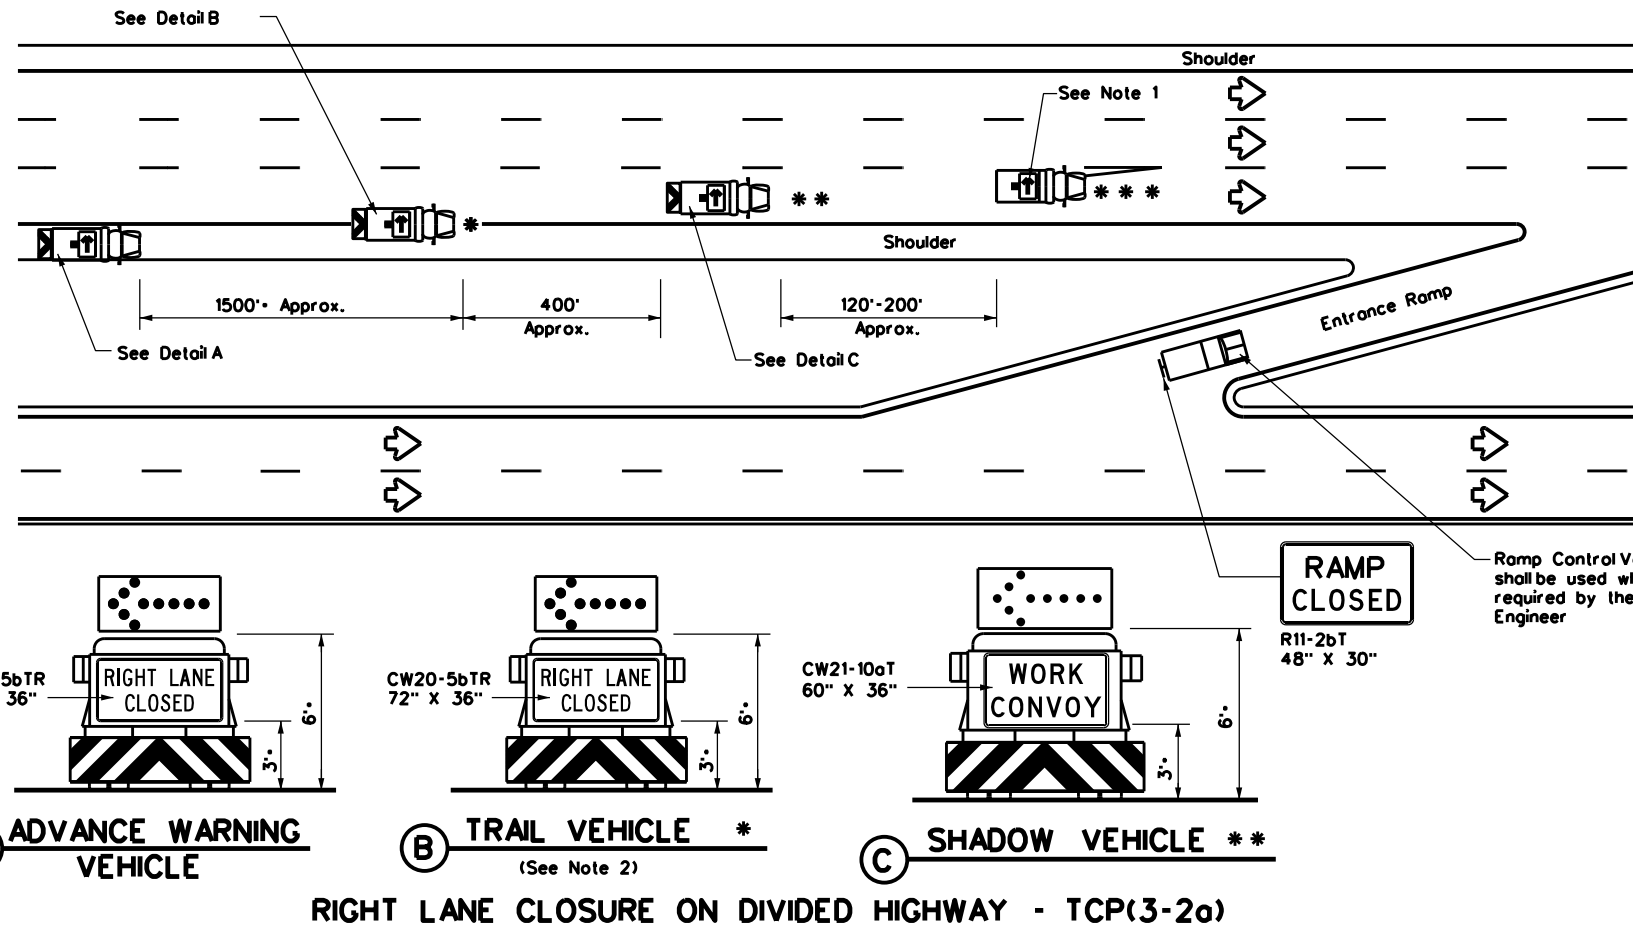 See Detail B
Shoulder
See Note 1
* *
* * *
*
Shoulder
1500'± Approx.
400'
Approx.
120'-200'
Approx.
Entrance Ramp
See Detail A
See Detail C
RAMP
CLOSED
R11-2bT
48" X 30"
Ramp Control V
shall be used w
required by the
Engineer
5bTR
36"
RIGHT LANE
CLOSED
6'±
3'±
CW20-5bTR
72" X 36"
RIGHT LANE
CLOSED
6'±
3'±
CW21-10aT
60" X 36"
WORK
CONVOY
6'±
3'±
ADVANCE WARNING
VEHICLE
B TRAIL VEHICLE *
(See Note 2)
C SHADOW VEHICLE * *
RIGHT LANE CLOSURE ON DIVIDED HIGHWAY - TCP(3-2a)